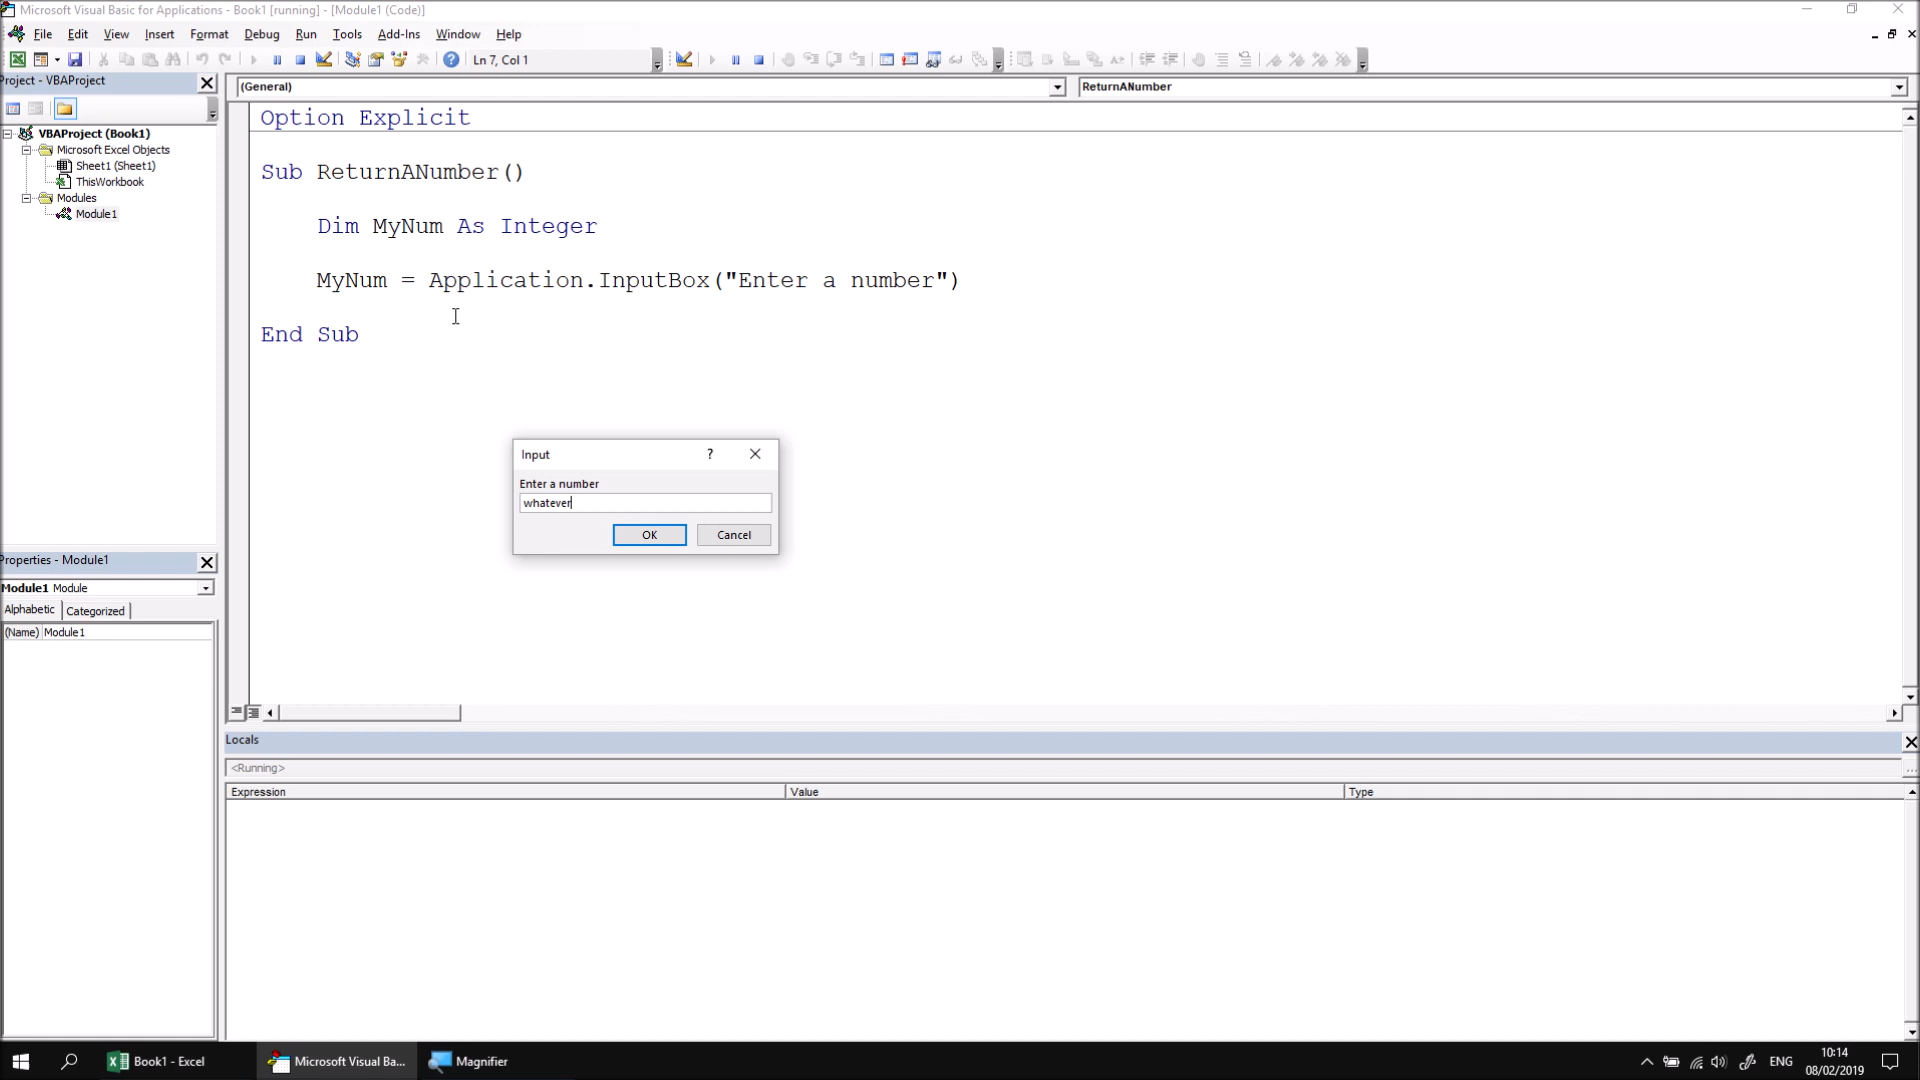 Microsoft Visual Basic for Applications - Book1 [running] - [Module1 (Code)]
File Edit View Insert Format Debug Run Tools Add-Ins Window Help
Ln 7, Col 1
Project - VBAProject
(General)
ReturnANumber
VBAProject (Book1)
Microsoft Excel Objects
Sheet1 (Sheet1)
ThisWorkbook
Modules
Module1
Option Explicit
Sub ReturnANumber()
Dim MyNum As Integer
MyNum = Application.InputBox("Enter a number")
End Sub
Input
Enter a number
whatever
OK Cancel
Properties - Module1
Module1 Module
Alphabetic Categorized
(Name) Module1
Locals
<Running>
Expression Value Type
Book1 - Excel
Microsoft Visual Ba...
Magnifier
ENG
10:14
08/02/2019